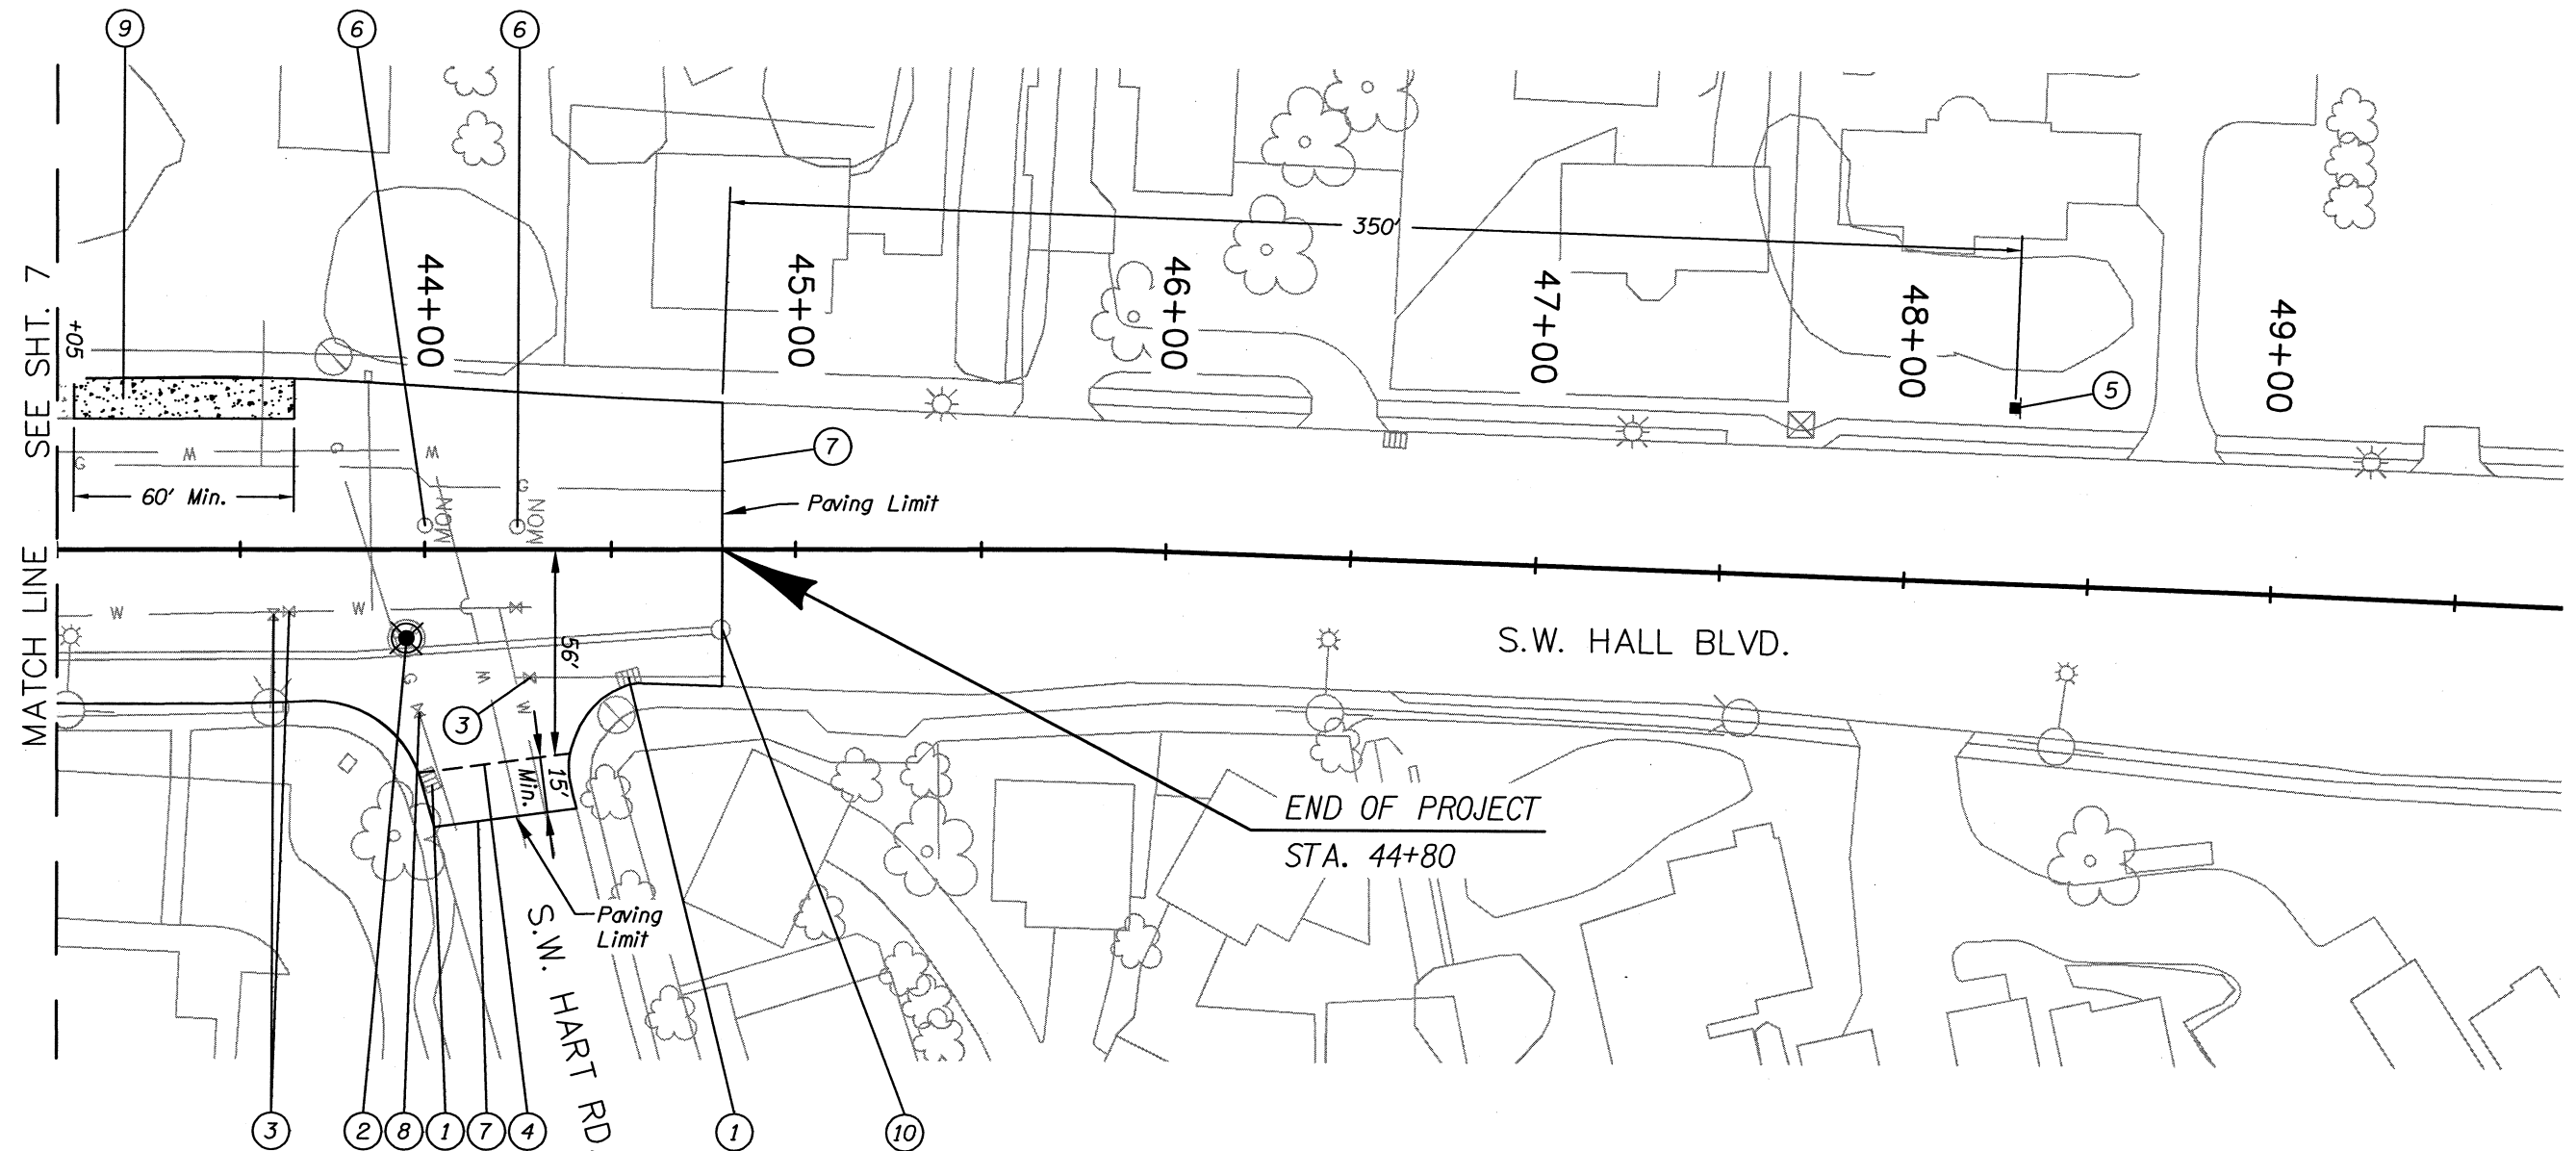 9
6
6
SEE SHT. 7
MATCH LINE
+05
44+00
45+00
46+00
47+00
48+00
49+00
350'
5
7
Paving Limit
60' Min.
G
W
G
W
G
MON
MON
W
W
56'
S.W. HALL BLVD.
G
W
W
3
15'
Min.
END OF PROJECT
STA. 44+80
Paving
Limit
S.W. HART RD.
3
2
8
1
7
4
1
10